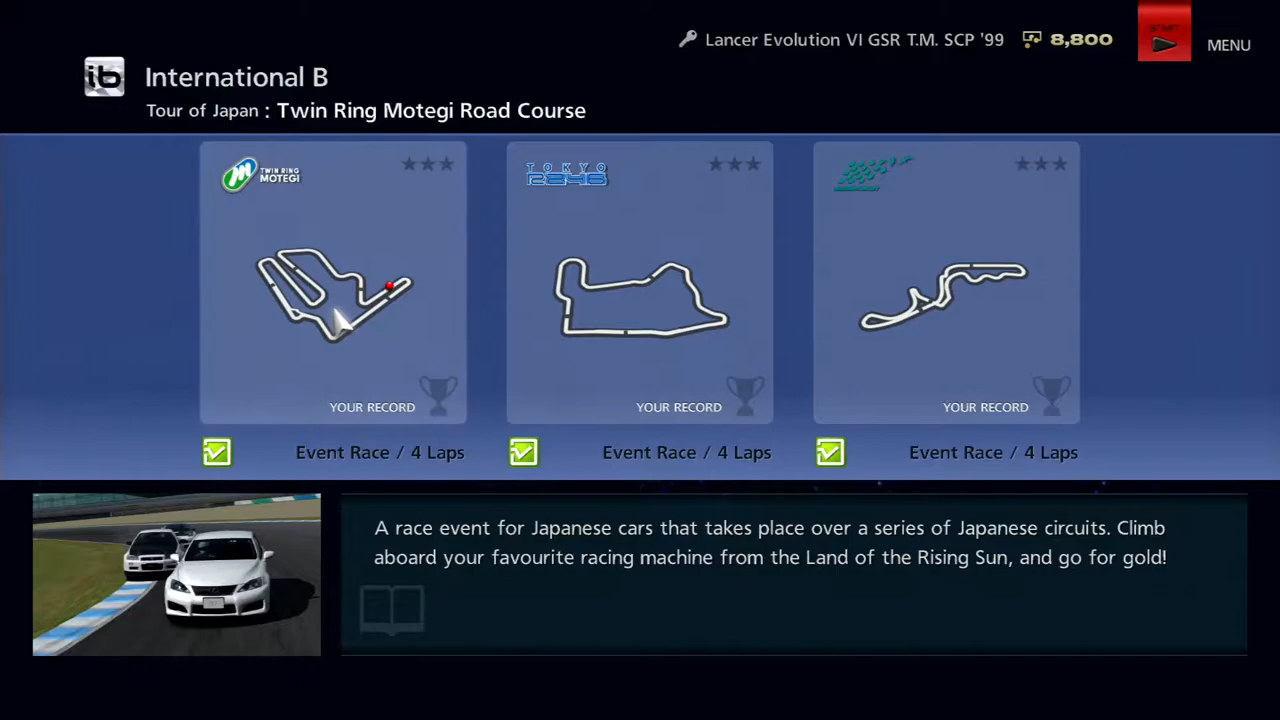 Lancer Evolution VI GSR T.M. SCP '99
8,800
START
MENU
ib
International B
Tour of Japan : Twin Ring Motegi Road Course
TWIN RING
MOTEGI
TOKYO
R246
YOUR RECORD
YOUR RECORD
YOUR RECORD
Event Race / 4 Laps
Event Race / 4 Laps
Event Race / 4 Laps
A race event for Japanese cars that takes place over a series of Japanese circuits. Climb
aboard your favourite racing machine from the Land of the Rising Sun, and go for gold!